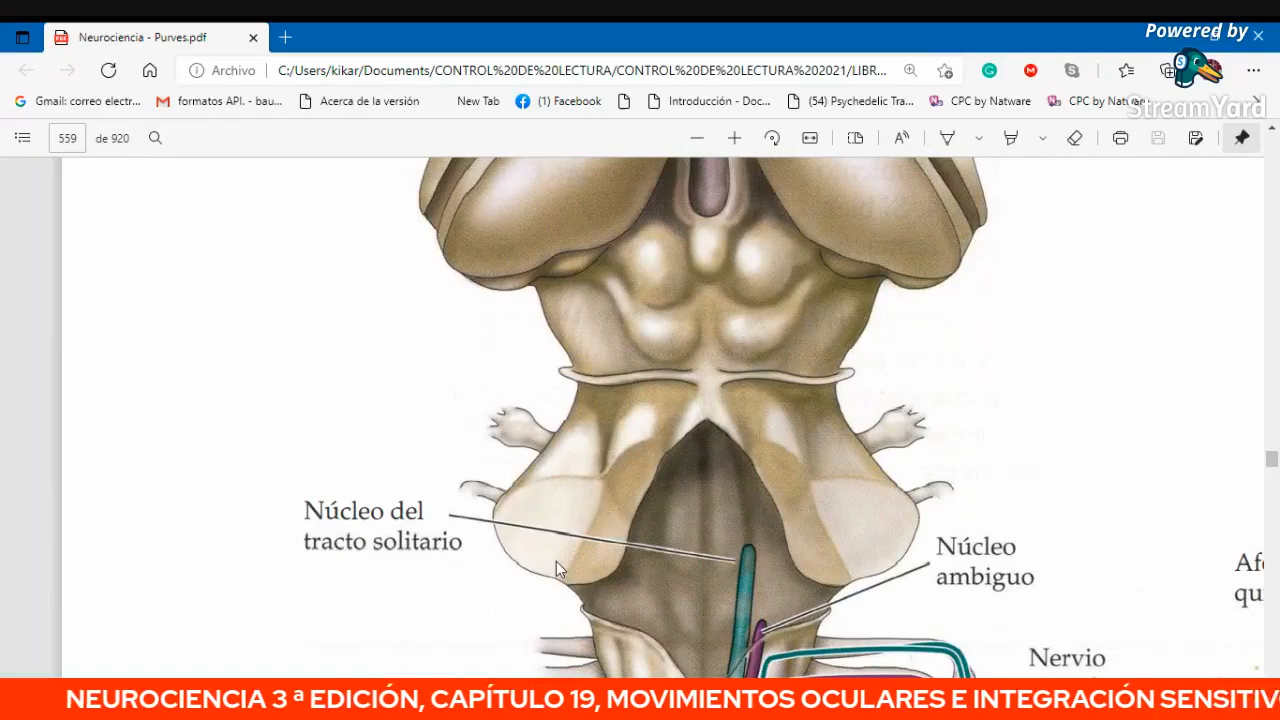 Powered by
StreamYard
Neurociencia - Purves.pdf
Archivo
C:/Users/kikar/Documents/CONTROL%20DE%20LECTURA/CONTROL%20DE%20LECTURA%202021/LIBR...
Gmail: correo electr...
formatos API. - bau...
Acerca de la versión
New Tab
(1) Facebook
Introducción - Doc...
(54) Psychedelic Tra...
CPC by Natware
CPC by Natw
559
de 920
Núcleo del
tracto solitario
Núcleo
ambiguo
Afe
qu
Nervio
NEUROCIENCIA 3 ª EDICIÓN, CAPÍTULO 19, MOVIMIENTOS OCULARES E INTEGRACIÓN SENSITIV